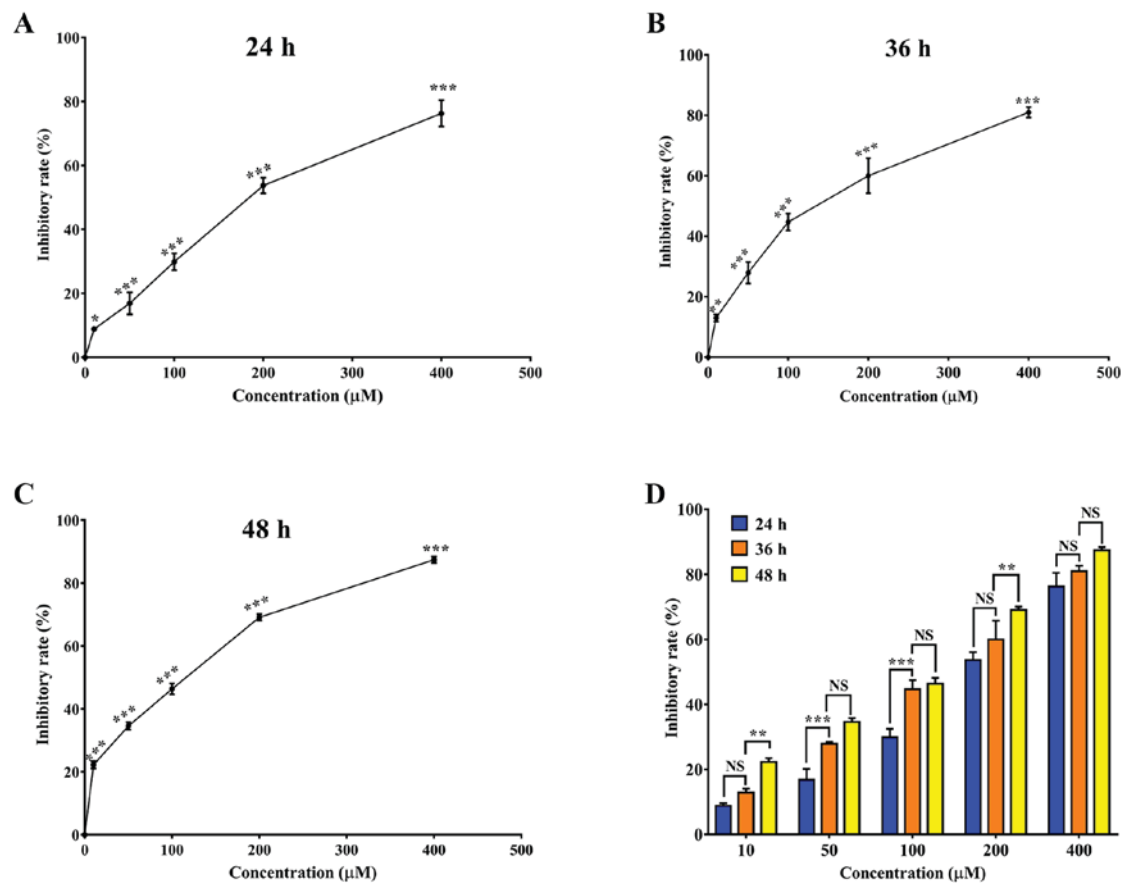 A
24 h
100
80
60
40
20
0
Inhibitory rate (%)
*
***
***
***
***
0 100 200 300 400 500
Concentration (μM)
B
36 h
100
80
60
40
20
0
Inhibitory rate (%)
**
***
***
***
***
0 100 200 300 400 500
Concentration (μM)
C
48 h
100
80
60
40
20
0
Inhibitory rate (%)
***
***
***
***
***
0 100 200 300 400 500
Concentration (μM)
D
24 h
36 h
48 h
100
80
60
40
20
0
Inhibitory rate (%)
NS **
*** NS
*** NS
NS **
NS NS
10 50 100 200 400
Concentration (μM)